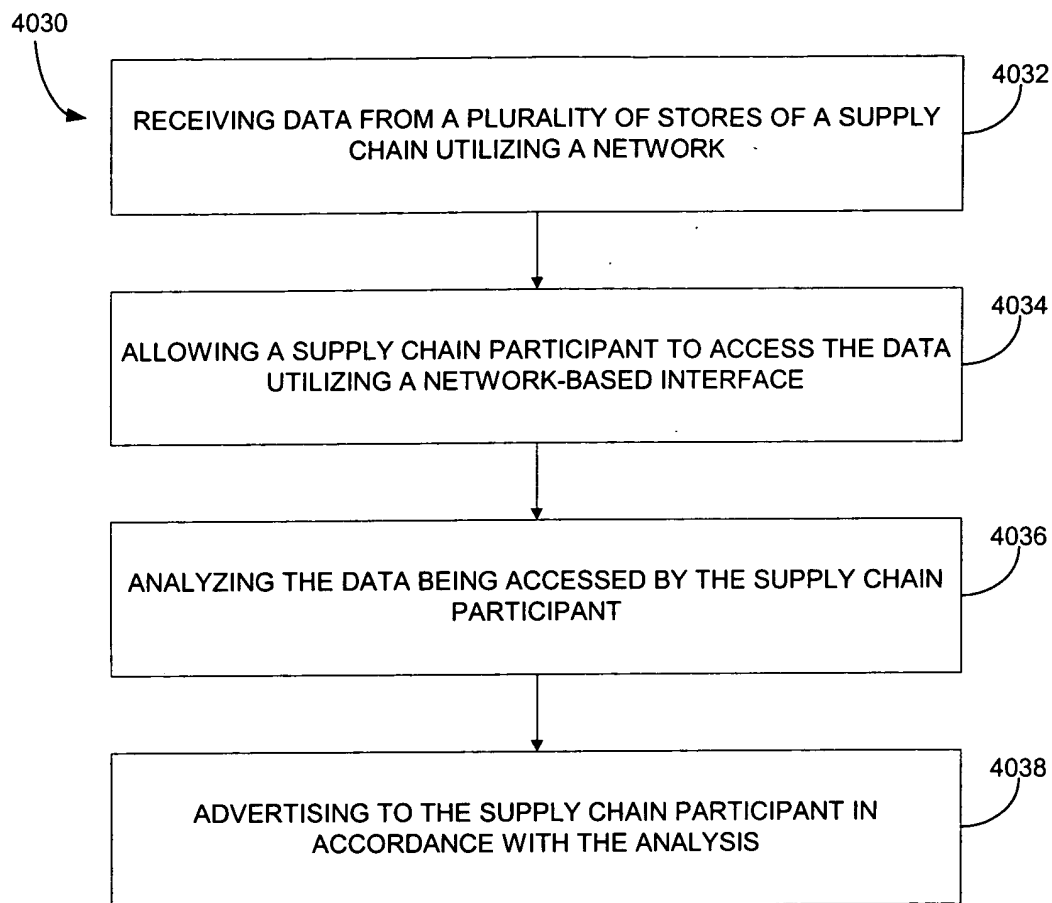 4030
4032
RECEIVING DATA FROM A PLURALITY OF STORES OF A SUPPLY
CHAIN UTILIZING A NETWORK
4034
ALLOWING A SUPPLY CHAIN PARTICIPANT TO ACCESS THE DATA
UTILIZING A NETWORK-BASED INTERFACE
4036
ANALYZING THE DATA BEING ACCESSED BY THE SUPPLY CHAIN
PARTICIPANT
4038
ADVERTISING TO THE SUPPLY CHAIN PARTICIPANT IN
ACCORDANCE WITH THE ANALYSIS